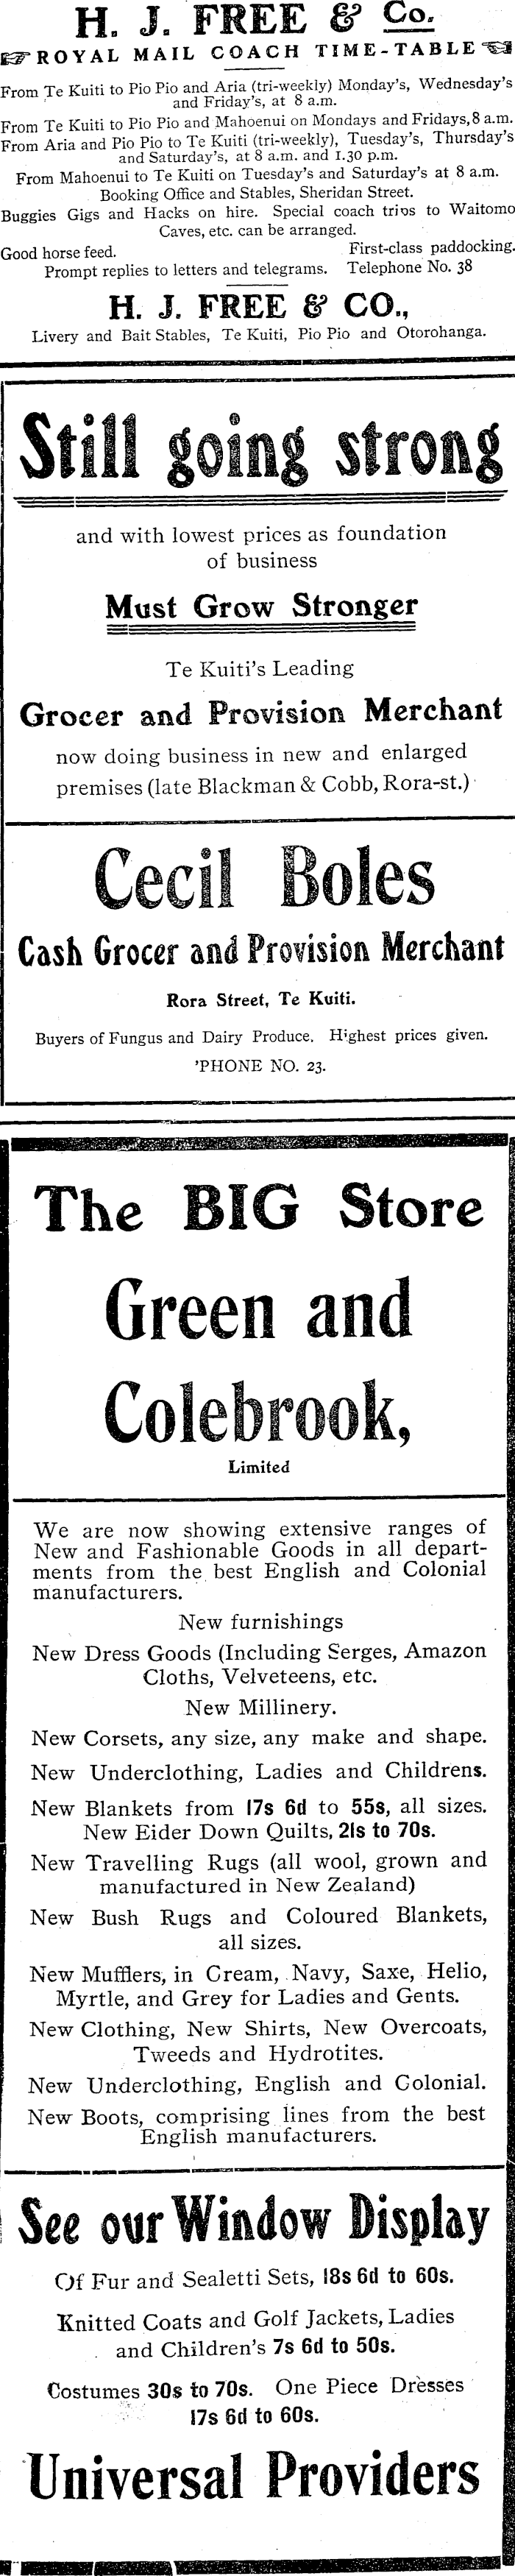 H. J. FREE & Co.
ROYAL MAIL COACH TIME-TABLE
From Te Kuiti to Pio Pio and Aria (tri-weekly) Monday's, Wednesday's
and Friday's, at 8 a.m.
From Te Kuiti to Pio Pio and Mahoenui on Mondays and Fridays, 8 a.m.
From Aria and Pio Pio to Te Kuiti (tri-weekly), Tuesday's, Thursday's
and Saturday's, at 8 a.m. and 1.30 p.m.
From Mahoenui to Te Kuiti on Tuesday's and Saturday's at 8 a.m.
Booking Office and Stables, Sheridan Street.
Buggies Gigs and Hacks on hire. Special coach trips to Waitomo
Caves, etc. can be arranged.
Good horse feed. First-class paddocking.
Prompt replies to letters and telegrams. Telephone No. 38
H. J. FREE & CO.,
Livery and Bait Stables, Te Kuiti, Pio Pio and Otorohanga.
Still going strong
and with lowest prices as foundation
of business
Must Grow Stronger
Te Kuiti's Leading
Grocer and Provision Merchant
now doing business in new and enlarged
premises (late Blackman & Cobb, Rora-st.)
Cecil Boles
Cash Grocer and Provision Merchant
Rora Street, Te Kuiti.
Buyers of Fungus and Dairy Produce. Highest prices given.
'PHONE NO. 23.
The BIG Store
Green and
Colebrook,
Limited
We are now showing extensive ranges of
New and Fashionable Goods in all depart-
ments from the best English and Colonial
manufacturers.
New furnishings
New Dress Goods (Including Serges, Amazon
Cloths, Velveteens, etc.
New Millinery.
New Corsets, any size, any make and shape.
New Underclothing, Ladies and Childrens.
New Blankets from 17s 6d to 55s, all sizes.
New Eider Down Quilts, 21s to 70s.
New Travelling Rugs (all wool, grown and
manufactured in New Zealand)
New Bush Rugs and Coloured Blankets,
all sizes.
New Mufflers, in Cream, Navy, Saxe, Helio,
Myrtle, and Grey for Ladies and Gents.
New Clothing, New Shirts, New Overcoats,
Tweeds and Hydrotites.
New Underclothing, English and Colonial.
New Boots, comprising lines from the best
English manufacturers.
See our Window Display
Of Fur and Sealetti Sets, 18s 6d to 60s.
Knitted Coats and Golf Jackets, Ladies
and Children's 7s 6d to 50s.
Costumes 30s to 70s. One Piece Dresses
17s 6d to 60s.
Universal Providers